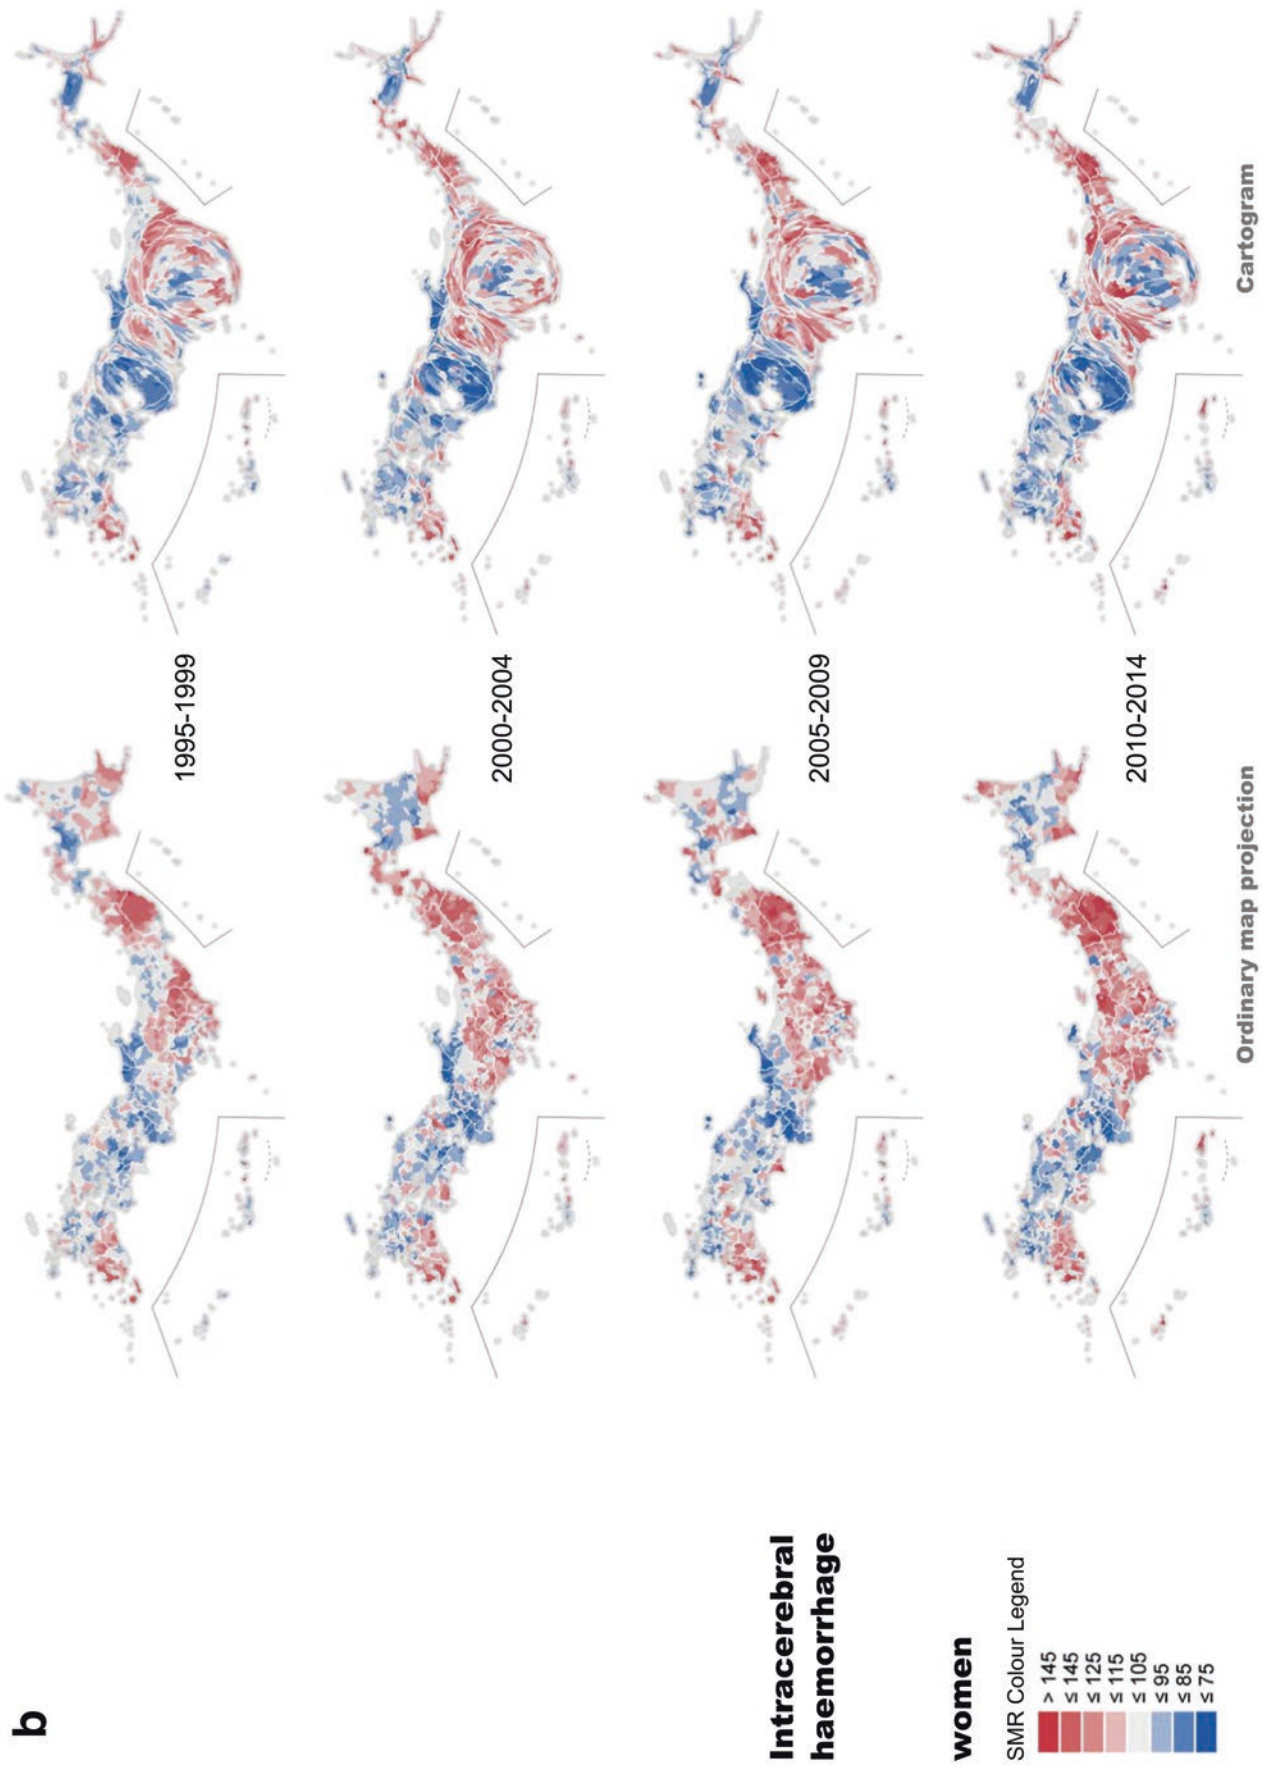 b
1995-1999
2000-2004
2005-2009
2010-2014
Intracerebral
haemorrhage
women
SMR Colour Legend
> 145
≤ 145
≤ 125
≤ 115
≤ 105
≤ 95
≤ 85
≤ 75
Ordinary map projection
Cartogram